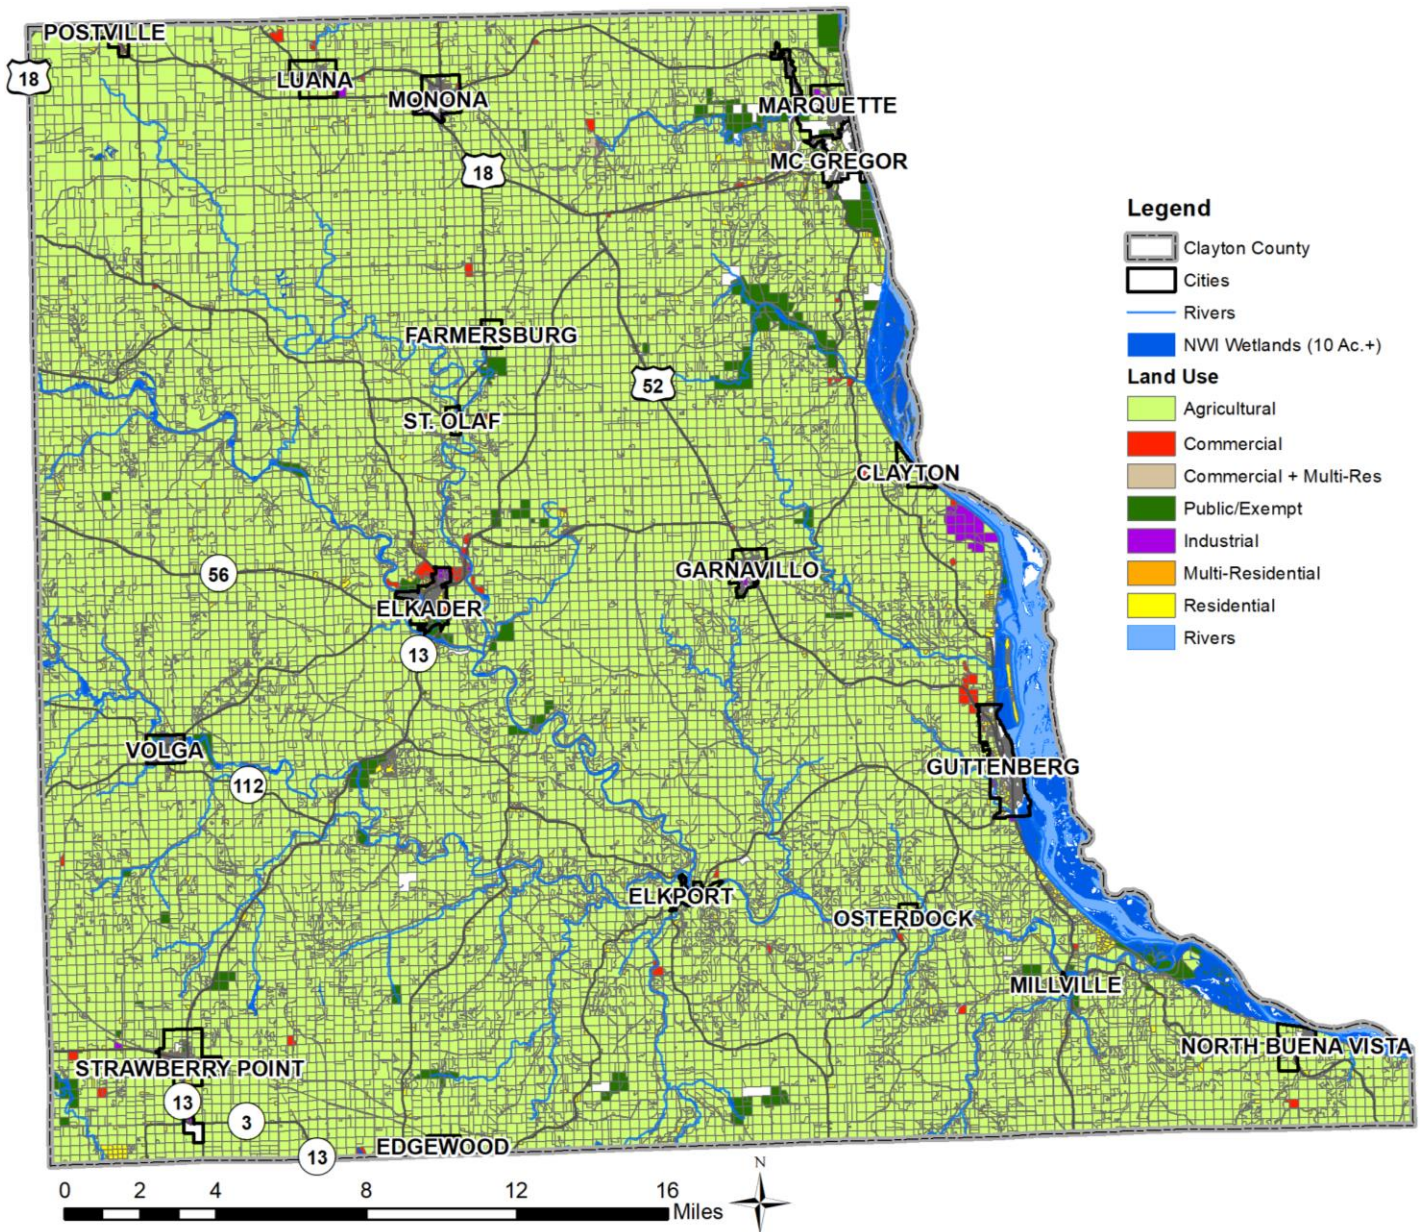 POSTVILLE
18
LUANA
MONONA
MARQUETTE
MC GREGOR
18
FARMERSBURG
52
ST. OLAF
CLAYTON
56
GARNAVILLO
ELKADER
13
VOLGA
112
GUTTENBERG
ELKPORT
OSTERDOCK
MILLVILLE
NORTH BUENA VISTA
STRAWBERRY POINT
13
3
EDGEWOOD
13
Legend
Clayton County
Cities
Rivers
NWI Wetlands (10 Ac.+)
Land Use
Agricultural
Commercial
Commercial + Multi-Res
Public/Exempt
Industrial
Multi-Residential
Residential
Rivers
0 2 4 8 12 16
Miles
N